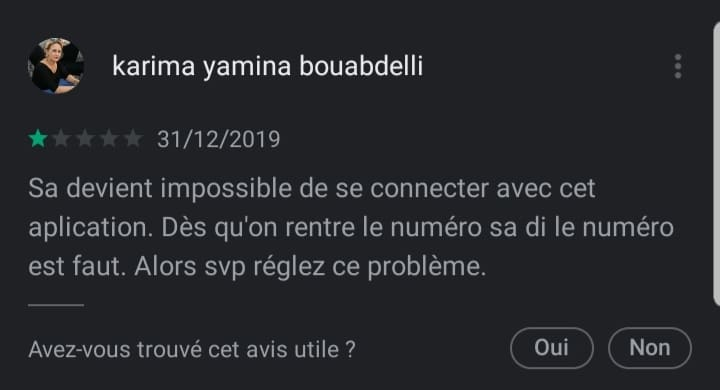 karima yamina bouabdelli
31/12/2019
Sa devient impossible de se connecter avec cet
aplication. Dès qu'on rentre le numéro sa di le numéro
est faut. Alors svp réglez ce problème.
Avez-vous trouvé cet avis utile ?
Oui
Non